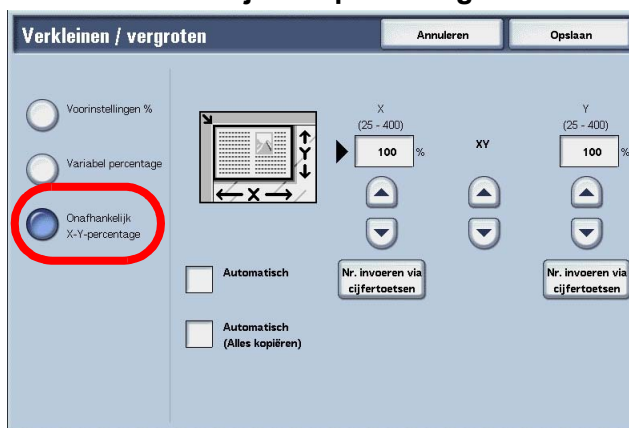 Verkleinen / vergroten
Annuleren
Opslaan
Voorinstellingen %
Variabel percentage
Onafhankelijk
X-Y-percentage
X
Y
X
(25 - 400)
100 %
XY
Y
(25 - 400)
100 %
Nr. invoeren via
cijfertoetsen
Nr. invoeren via
cijfertoetsen
Automatisch
Automatisch
(Alles kopiëren)